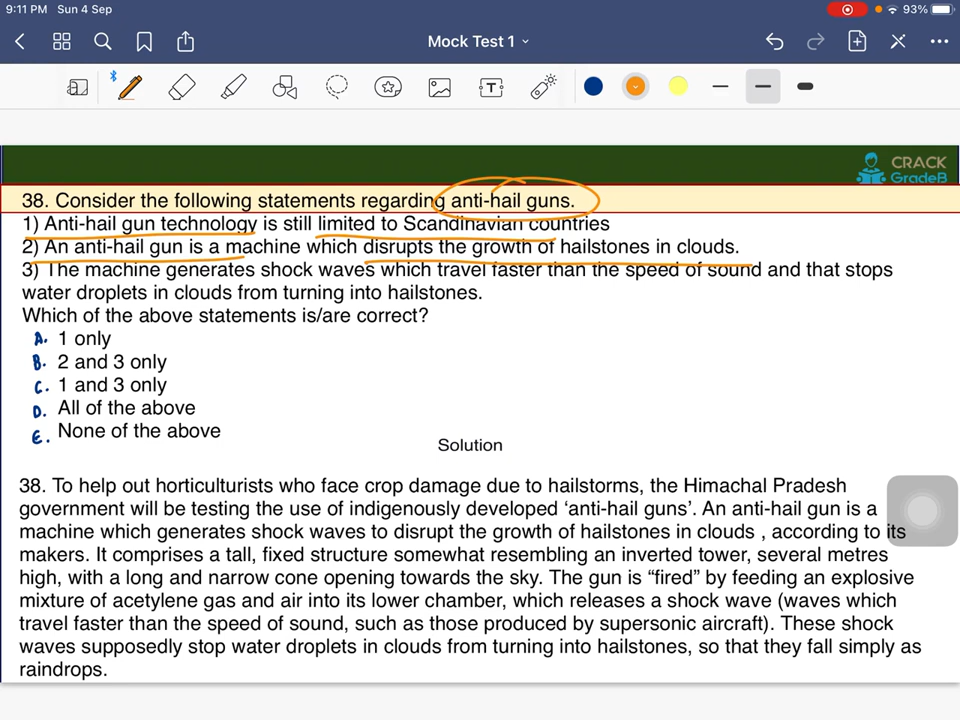 9:11 PM Sun 4 Sep 93%
Mock Test 1
T
CRACK
GradeB
38. Consider the following statements regarding anti-hail guns.
1) Anti-hail gun technology is still limited to Scandinavian countries
2) An anti-hail gun is a machine which disrupts the growth of hailstones in clouds.
3) The machine generates shock waves which travel faster than the speed of sound and that stops
water droplets in clouds from turning into hailstones.
Which of the above statements is/are correct?
A. 1 only
B. 2 and 3 only
C. 1 and 3 only
D. All of the above
E. None of the above
Solution
38. To help out horticulturists who face crop damage due to hailstorms, the Himachal Pradesh
government will be testing the use of indigenously developed ‘anti-hail guns’. An anti-hail gun is a
machine which generates shock waves to disrupt the growth of hailstones in clouds , according to its
makers. It comprises a tall, fixed structure somewhat resembling an inverted tower, several metres
high, with a long and narrow cone opening towards the sky. The gun is “fired” by feeding an explosive
mixture of acetylene gas and air into its lower chamber, which releases a shock wave (waves which
travel faster than the speed of sound, such as those produced by supersonic aircraft). These shock
waves supposedly stop water droplets in clouds from turning into hailstones, so that they fall simply as
raindrops.